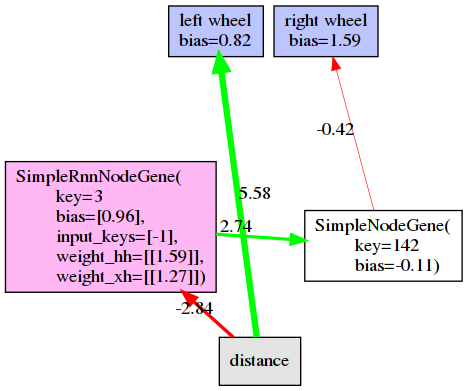 left wheel
bias=0.82
right wheel
bias=1.59
-0.42
SimpleRnnNodeGene(
key=3
bias=[0.96],
input_keys=[-1],
weight_hh=[[1.59]],
weight_xh=[[1.27]])
5.58
2.74
SimpleNodeGene(
key=142
bias=-0.11)
-2.84
distance